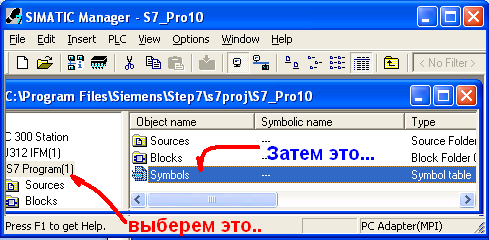 SIMATIC Manager - S7_Pro10
File Edit Insert PLC View Options Window Help
< No Filter >
C:\Program Files\Siemens\Step7\s7proj\S7_Pro10
Object name Symbolic name Type
C 300 Station
J312 IFM(1)
S7 Program(1)
Sources
Blocks
Sources --- Source Folder
Blocks --- Block Folder
Symbols --- Symbol table
Затем это...
выберем это..
Press F1 to get Help.
PC Adapter(MPI)